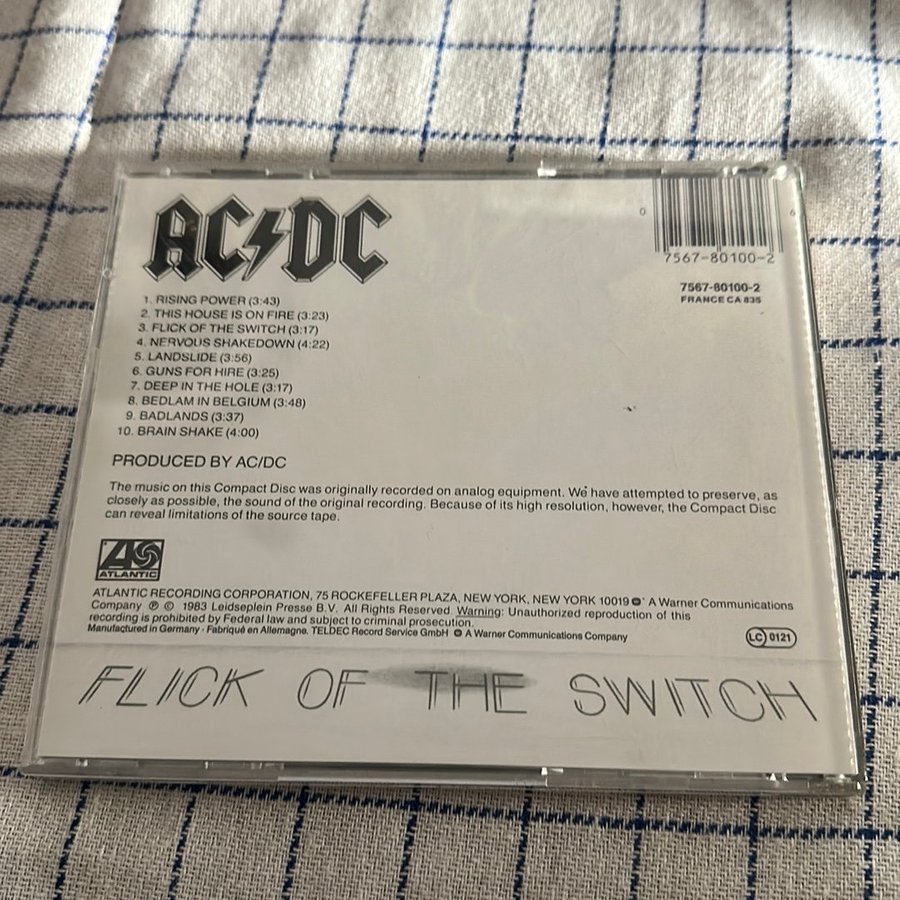 AC DC
0 6
7567-80100-2
7567-80100-2
FRANCE CA 835
1. RISING POWER (3:43)
2. THIS HOUSE IS ON FIRE (3:23)
3. FLICK OF THE SWITCH (3:17)
4. NERVOUS SHAKEDOWN (4:22)
5. LANDSLIDE (3:56)
6. GUNS FOR HIRE (3:25)
7. DEEP IN THE HOLE (3:17)
8. BEDLAM IN BELGIUM (3:48)
9. BADLANDS (3:37)
10. BRAIN SHAKE (4:00)
PRODUCED BY AC/DC
The music on this Compact Disc was originally recorded on analog equipment. We have attempted to preserve, as
closely as possible, the sound of the original recording. Because of its high resolution, however, the Compact Disc
can reveal limitations of the source tape.
ATLANTIC
ATLANTIC RECORDING CORPORATION, 75 ROCKEFELLER PLAZA, NEW YORK, NEW YORK 10019 A Warner Communications
Company ℗ © 1983 Leidseplein Presse B.V. All Rights Reserved. Warning: Unauthorized reproduction of this
recording is prohibited by Federal law and subject to criminal prosecution.
Manufactured in Germany · Fabriqué en Allemagne. TELDEC Record Service GmbH A Warner Communications Company
LC 0121
FLICK OF THE SWITCH